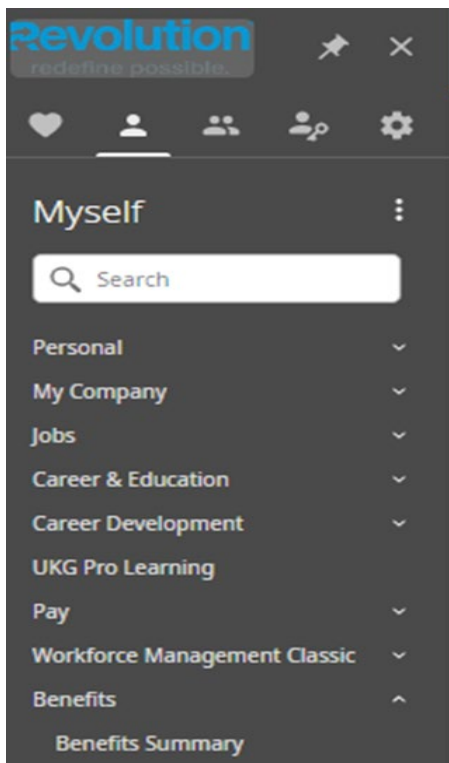 Revolution
redefine possible.
Myself
Search
Personal
My Company
Jobs
Career & Education
Career Development
UKG Pro Learning
Pay
Workforce Management Classic
Benefits
Benefits Summary